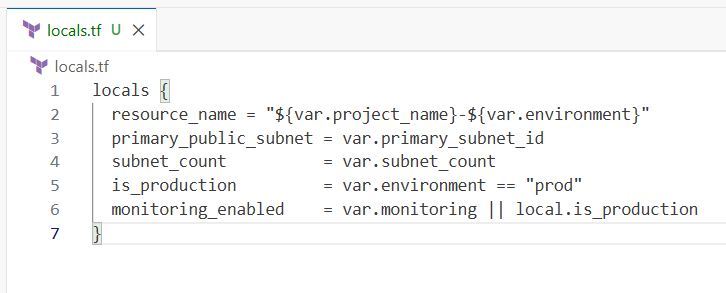 locals.tf U
locals.tf
1 locals {
2 resource_name = "${var.project_name}-${var.environment}"
3 primary_public_subnet = var.primary_subnet_id
4 subnet_count = var.subnet_count
5 is_production = var.environment == "prod"
6 monitoring_enabled = var.monitoring || local.is_production
7 }